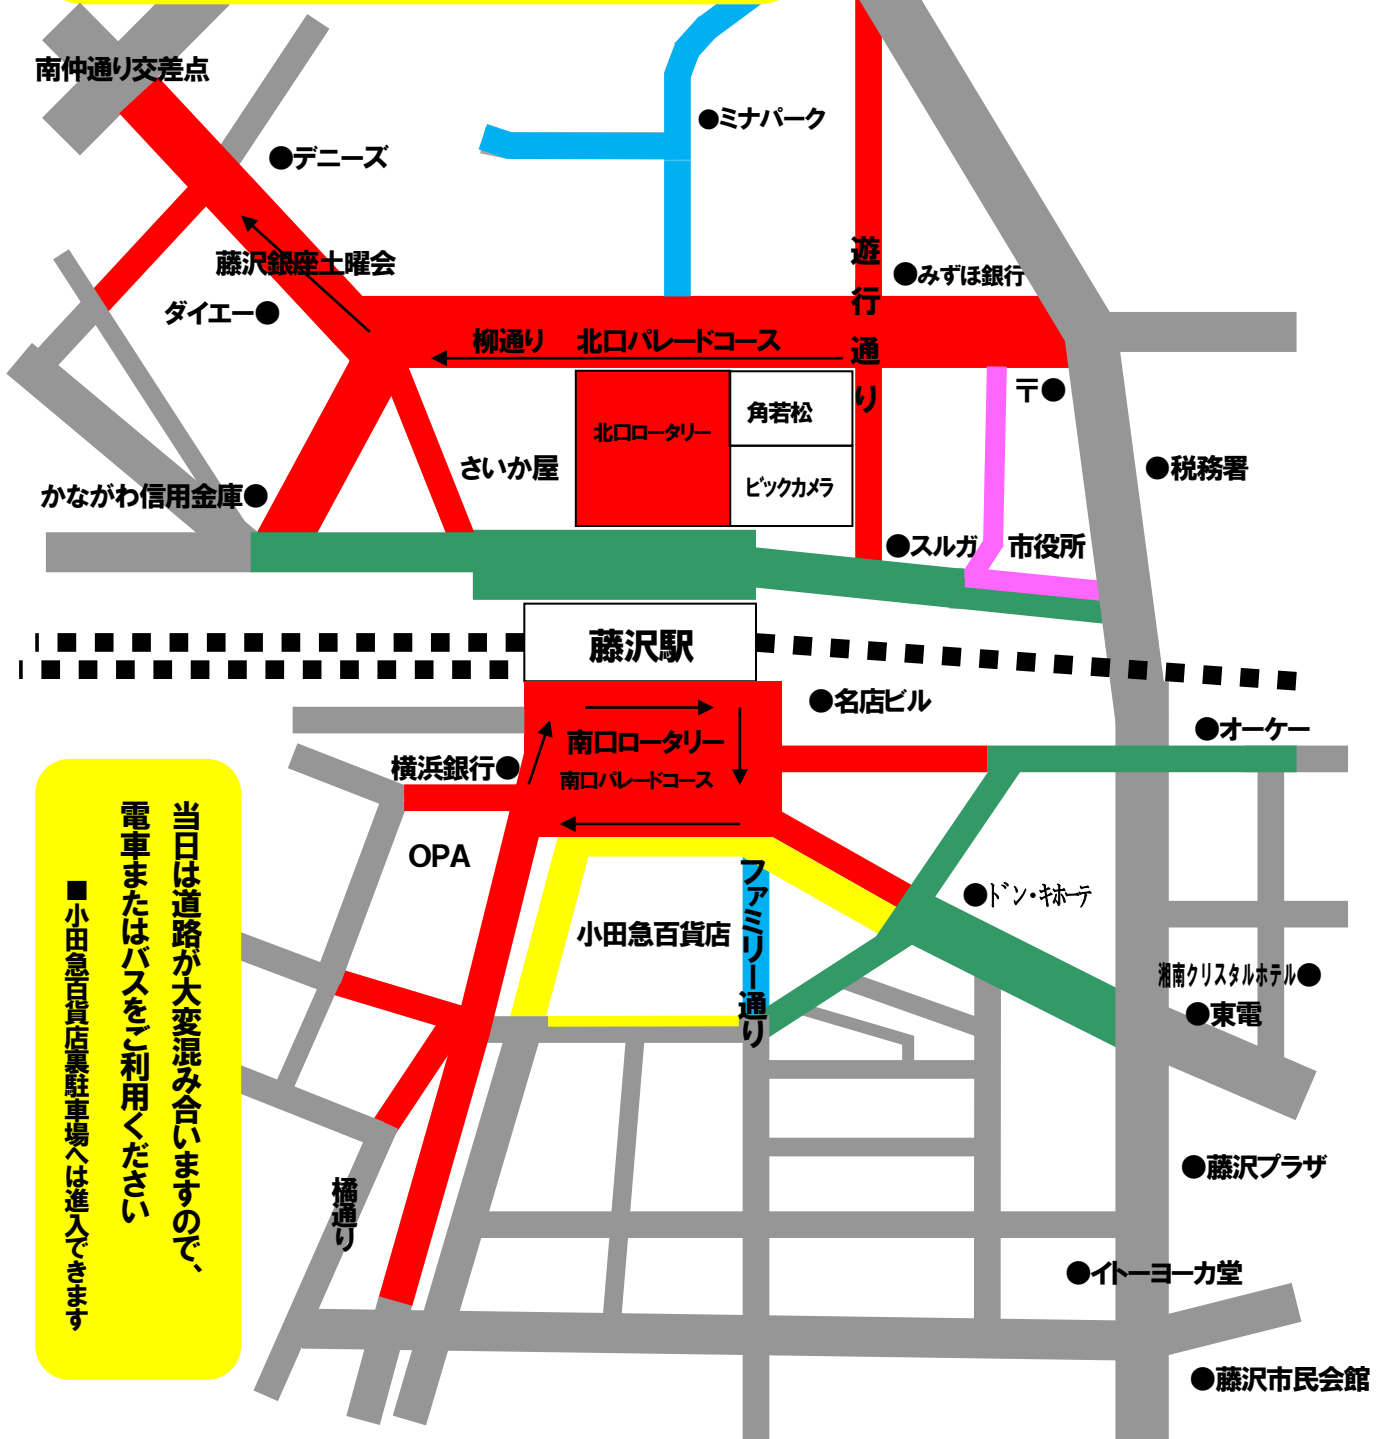 南仲通り交差点
●ミナパーク
●デニーズ
遊行通り
藤沢銀座土曜会
●みずほ銀行
ダイエー●
柳通り　北口パレードコース
〒●
角若松
北口ロータリー
さいか屋
●税務署
ビックカメラ
かながわ信用金庫●
●スルガ
市役所
藤沢駅
●名店ビル
●オーケー
南口ロータリー
横浜銀行●
南口パレードコース
当日は道路が大変混み合いますので、
電車またはバスをご利用ください
■小田急百貨店裏駐車場へは進入できます
OPA
ファミリー通り
●ドン・キホーテ
小田急百貨店
湘南クリスタルホテル●
●東電
●藤沢プラザ
橘通り
●イトーヨーカ堂
●藤沢市民会館